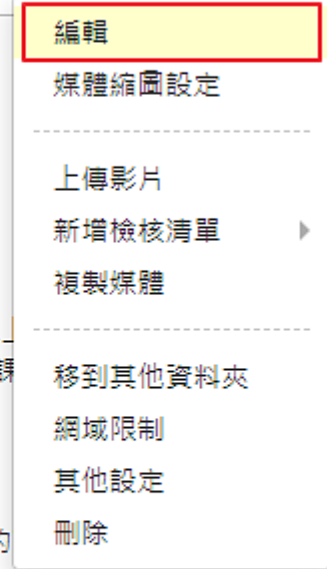 編輯
媒體縮圖設定
上傳影片
新增檢核清單
複製媒體
移到其他資料夾
網域限制
其他設定
的
刪除